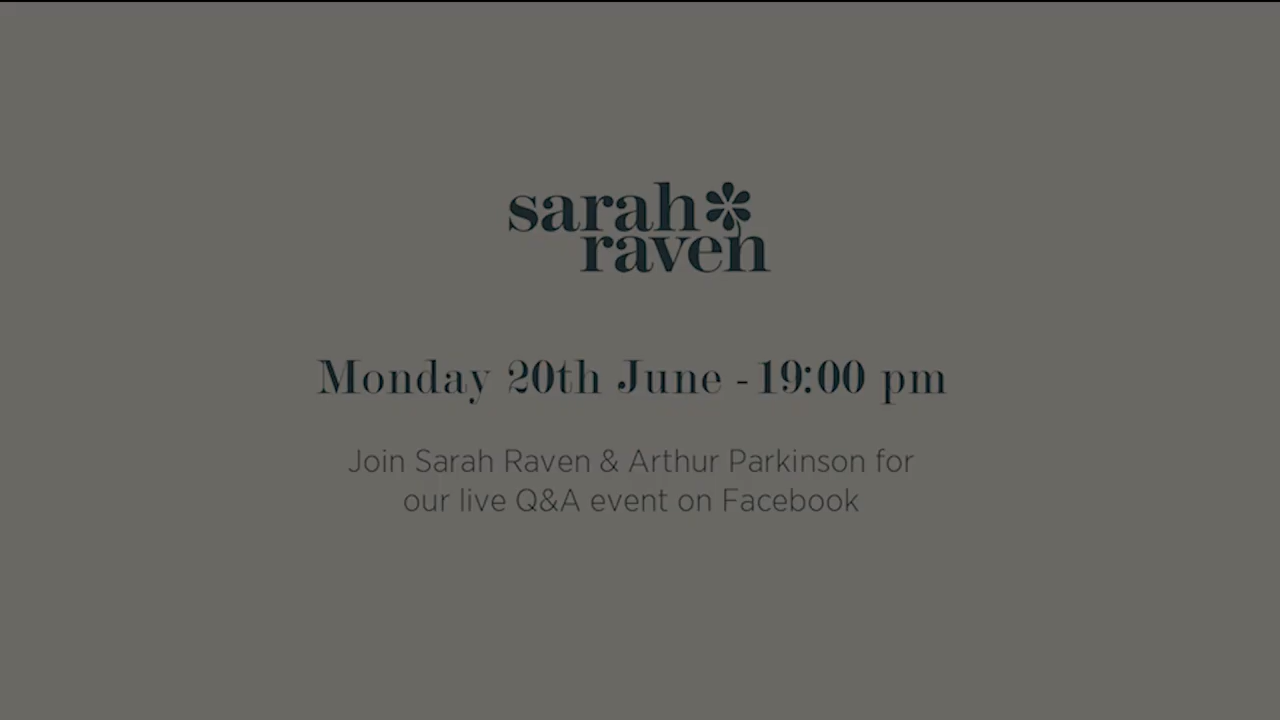 sarah
raven
Monday 20th June - 19:00 pm
Join Sarah Raven & Arthur Parkinson for
our live Q&A event on Facebook